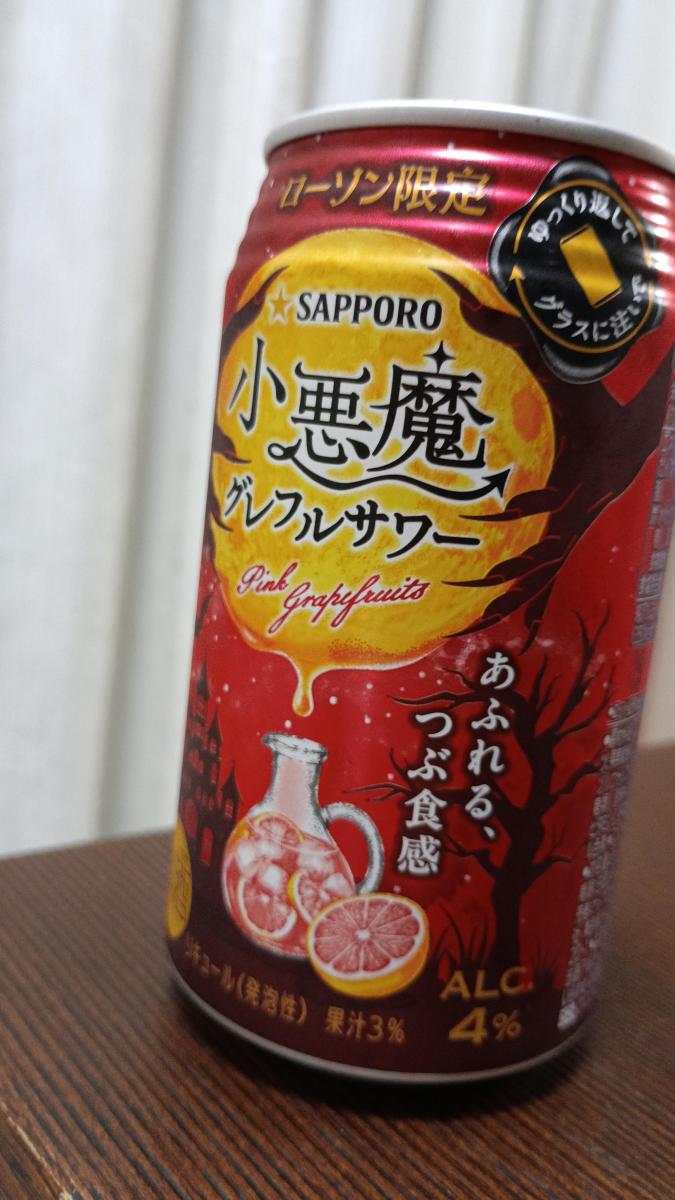 ローソン限定
ゆっくり返して
グラスに注い
SAPPORO
小悪魔
グレフルサワー
Pink
Grapefruits
あふれる、
つぶ食感
リキュール(発泡性) 果汁3%
ALC.
4%